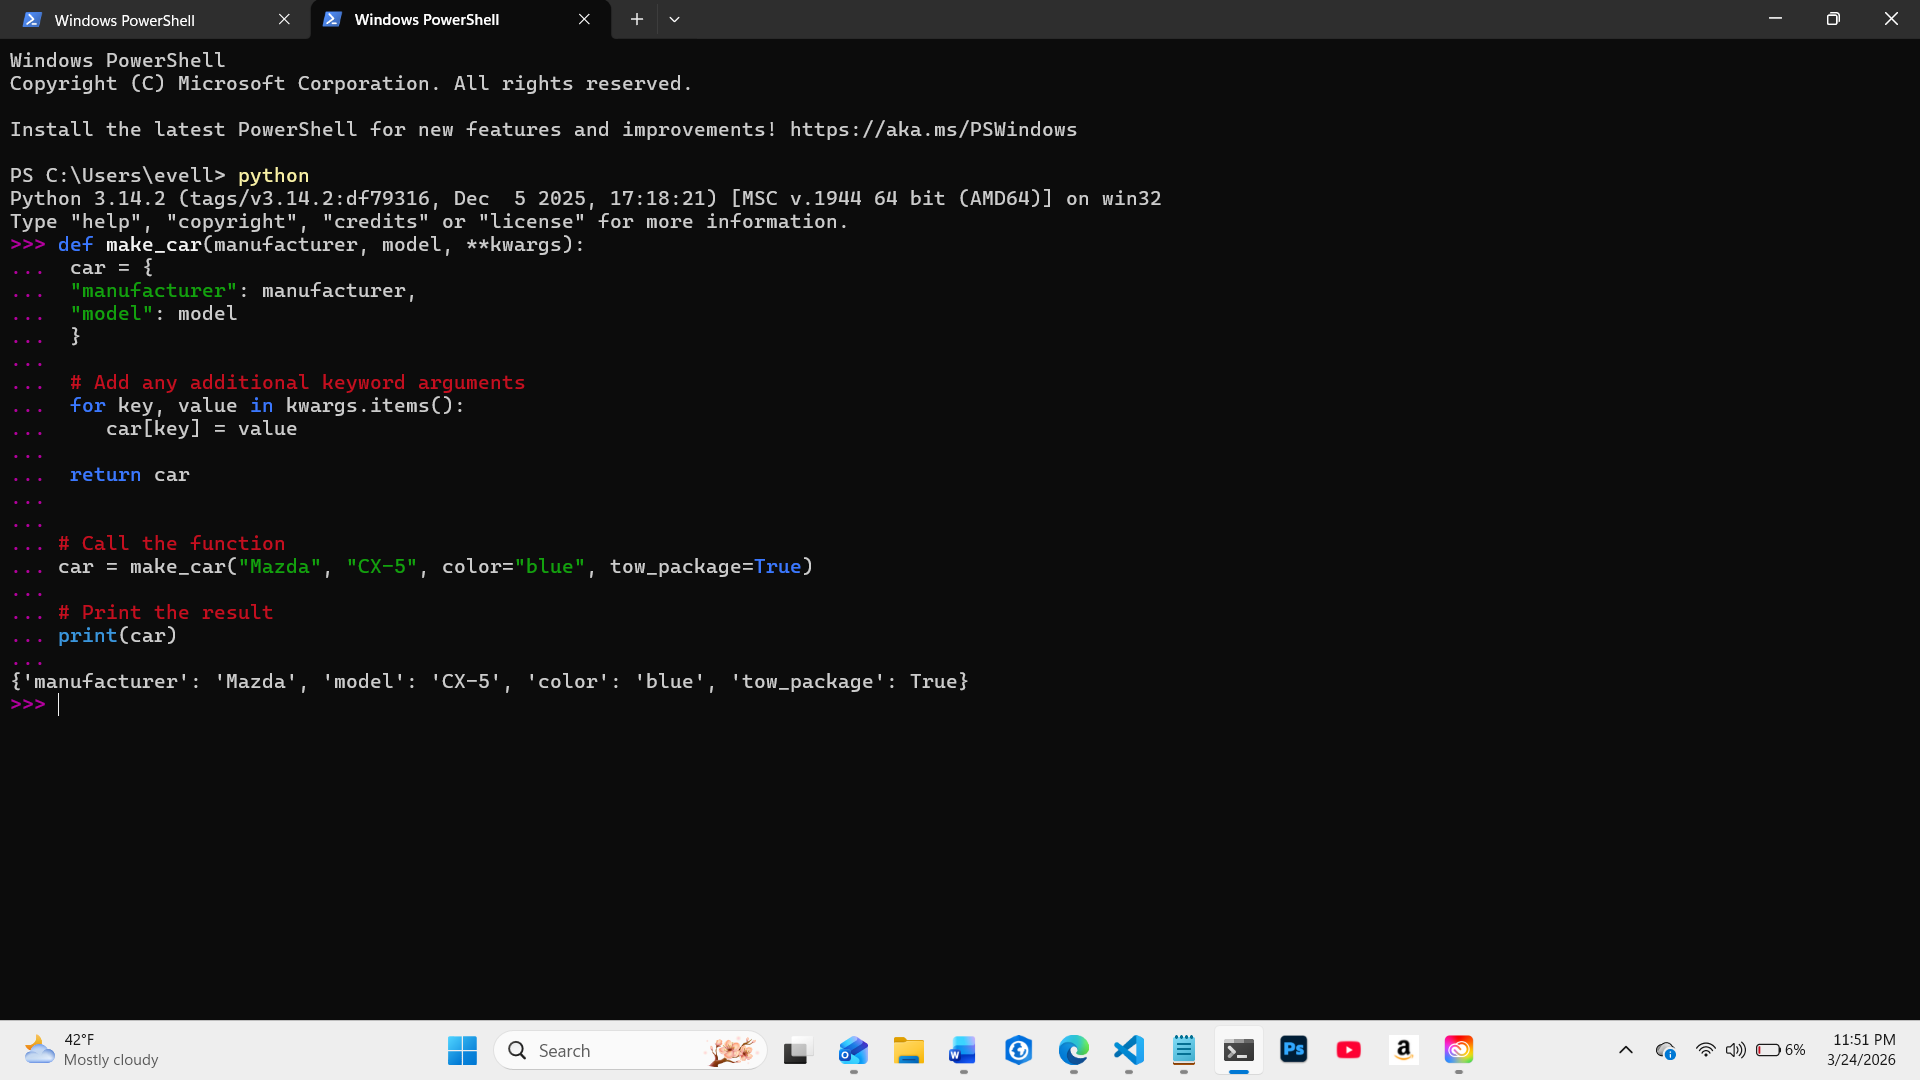 Windows PowerShell
Windows PowerShell
Windows PowerShell
Copyright (C) Microsoft Corporation. All rights reserved.
Install the latest PowerShell for new features and improvements! https://aka.ms/PSWindows
PS C:\Users\evell> python
Python 3.14.2 (tags/v3.14.2:df79316, Dec  5 2025, 17:18:21) [MSC v.1944 64 bit (AMD64)] on win32
Type "help", "copyright", "credits" or "license" for more information.
>>> def make_car(manufacturer, model, **kwargs):
...  car = {
...  "manufacturer": manufacturer,
...  "model": model
...  }
...
...  # Add any additional keyword arguments
...  for key, value in kwargs.items():
...     car[key] = value
...
...  return car
...
...
... # Call the function
... car = make_car("Mazda", "CX-5", color="blue", tow_package=True)
...
... # Print the result
... print(car)
...
{'manufacturer': 'Mazda', 'model': 'CX-5', 'color': 'blue', 'tow_package': True}
>>>
42°F
Mostly cloudy
Search
O
W
Ps
a
6%
11:51 PM
3/24/2026